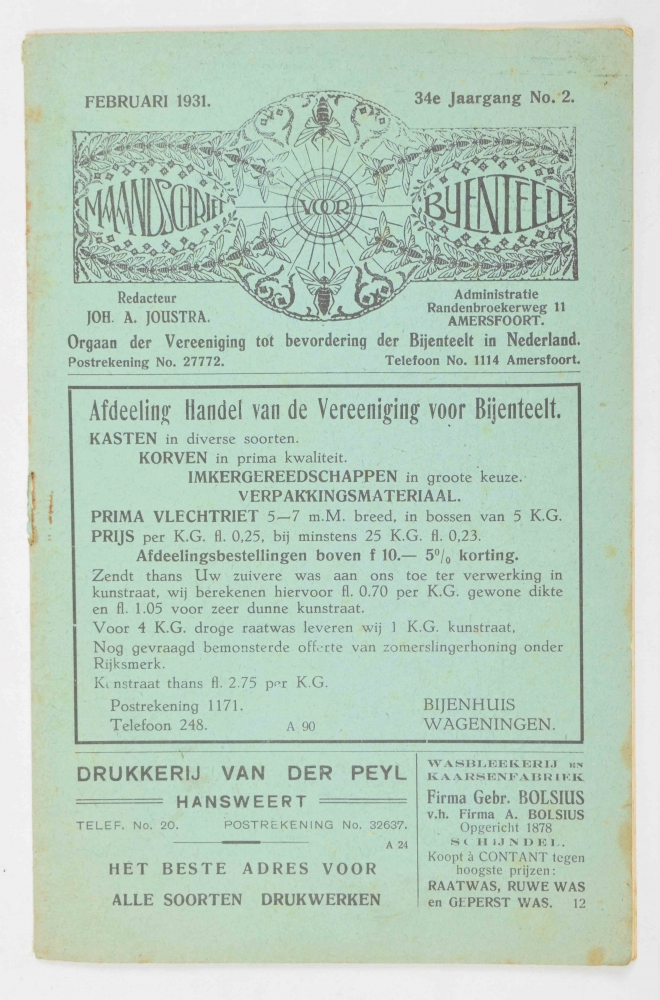 FEBRUARI 1931.
34e Jaargang No. 2.
MAANDSCHRIFT VOOR BIJENTEELT
Redacteur
JOH. A. JOUSTRA.
Administratie
Randenbroekerweg 11
AMERSFOORT.
Orgaan der Vereeniging tot bevordering der Bijenteelt in Nederland.
Postrekening No. 27772.
Telefoon No. 1114 Amersfoort.
Afdeeling Handel van de Vereeniging voor Bijenteelt.
KASTEN in diverse soorten.
KORVEN in prima kwaliteit.
IMKERGEREEDSCHAPPEN in groote keuze.
VERPAKKINGSMATERIAAL.
PRIMA VLECHTRIET 5—7 m.M. breed, in bossen van 5 K.G.
PRIJS per K.G. fl. 0,25, bij minstens 25 K.G. fl. 0,23.
Afdeelingsbestellingen boven f 10.— 5% korting.
Zendt thans Uw zuivere was aan ons toe ter verwerking in
kunstraat, wij berekenen hiervoor fl. 0.70 per K.G. gewone dikte
en fl. 1.05 voor zeer dunne kunstraat.
Voor 4 K.G. droge raatwas leveren wij 1 K.G. kunstraat,
Nog gevraagd bemonsterde offerte van zomerslingerhoning onder
Rijksmerk.
Kunstraat thans fl. 2.75 per K.G.
Postrekening 1171.
Telefoon 248.
A 90
BIJENHUIS
WAGENINGEN.
DRUKKERIJ VAN DER PEYL
HANSWEERT
TELEF. No. 20.
POSTREKENING No. 32637.
A 24
HET BESTE ADRES VOOR
ALLE SOORTEN DRUKWERKEN
WASBLEEKERIJ EN
KAARSENFABRIEK
Firma Gebr. BOLSIUS
v.h. Firma A. BOLSIUS
Opgericht 1878
SCHIJNDEL.
Koopt à CONTANT tegen
hoogste prijzen:
RAATWAS, RUWE WAS
en GEPERST WAS. 12